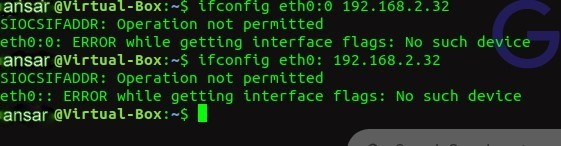 ansar @Virtual-Box:~$ ifconfig eth0:0 192.168.2.32
SIOCSIFADDR: Operation not permitted
eth0:0: ERROR while getting interface flags: No such device
ansar @Virtual-Box:~$ ifconfig eth0: 192.168.2.32
SIOCSIFADDR: Operation not permitted
eth0:: ERROR while getting interface flags: No such device
ansar @Virtual-Box:~$
G